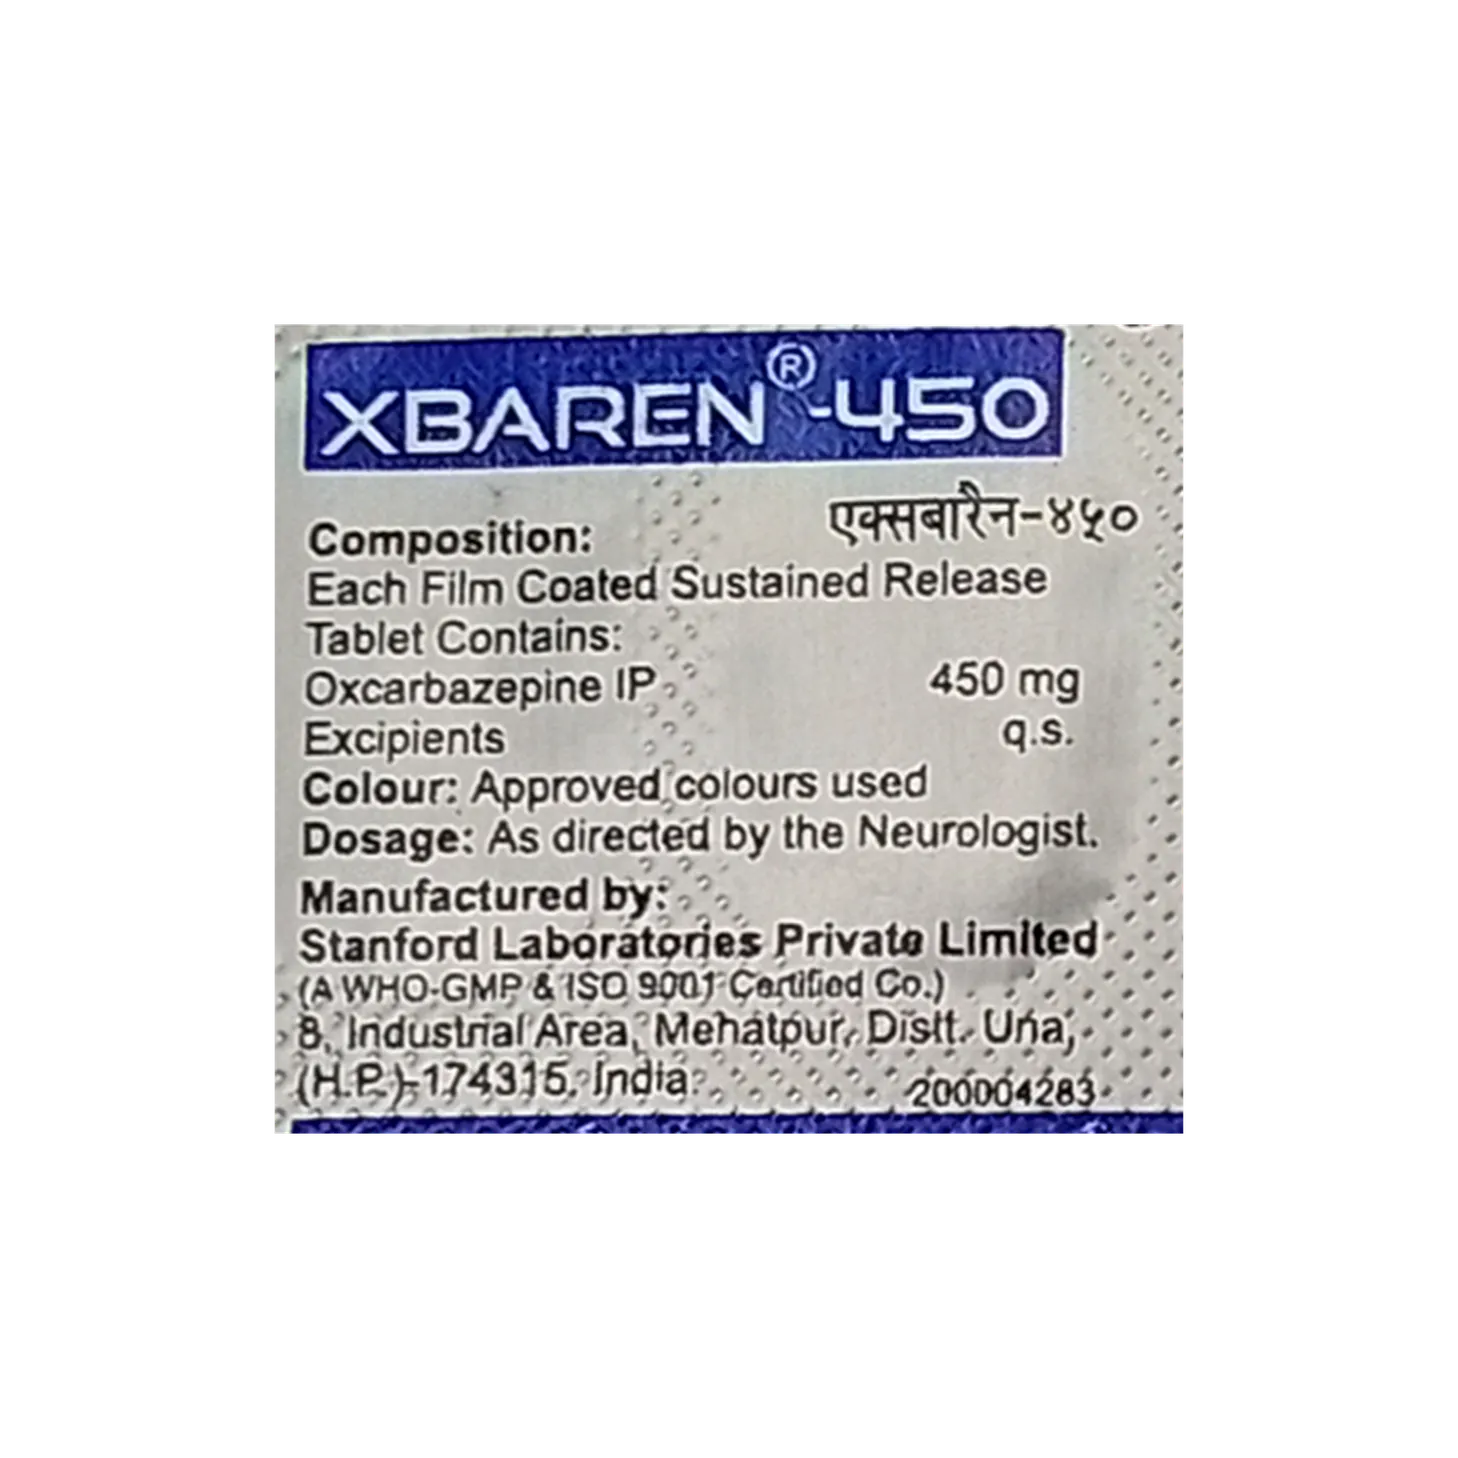 XBAREN®-450
एक्सबारैन-४५०
Composition:
Each Film Coated Sustained Release
Tablet Contains:
Oxcarbazepine IP 450 mg
Excipients q.s.
Colour: Approved colours used
Dosage: As directed by the Neurologist.
Manufactured by:
Stanford Laboratories Private Limited
(A WHO-GMP & ISO 9001 Certified Co.)
8, Industrial Area, Mehatpur, Distt. Una,
(H.P.)-174315, India.
200004283